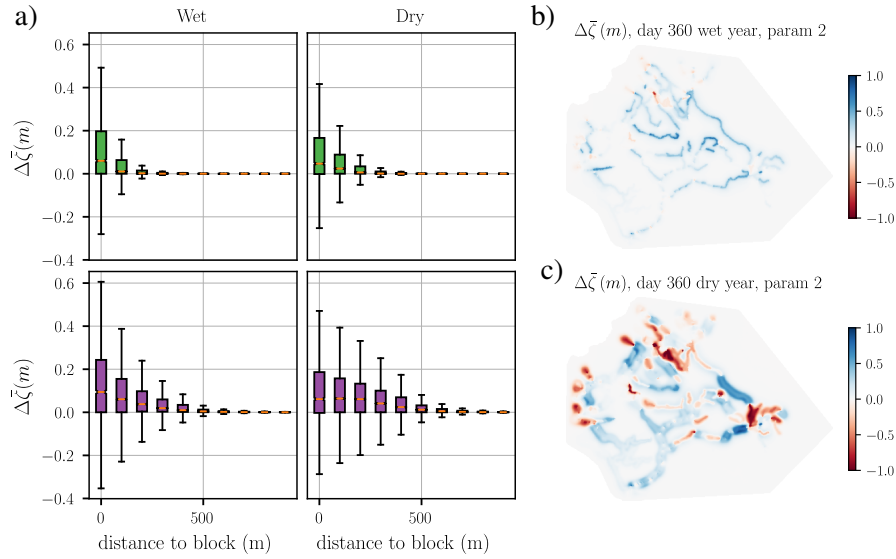 a)
Wet
Dry
b)
Δζ̄ (m), day 360 wet year, param 2
0.6
0.4
0.2
0.0
−0.2
−0.4
Δζ̄(m)
1.0
0.5
0.0
−0.5
−1.0
c)
Δζ̄ (m), day 360 dry year, param 2
0.6
0.4
0.2
0.0
−0.2
−0.4
Δζ̄(m)
1.0
0.5
0.0
−0.5
−1.0
0
500
0
500
distance to block (m)
distance to block (m)